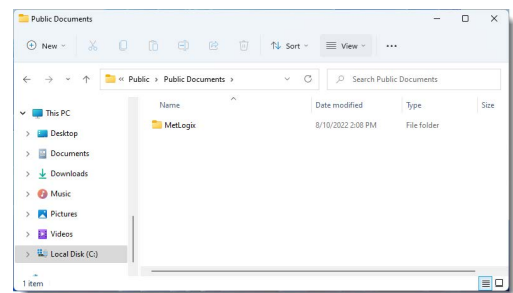 Public Documents
New
Sort
View
•••
« Public > Public Documents >
Search Public Documents
Name
Date modified
Type
Size
MetLogix
8/10/2022 2:08 PM
File folder
This PC
Desktop
Documents
Downloads
Music
Pictures
Videos
Local Disk (C:)
1 item